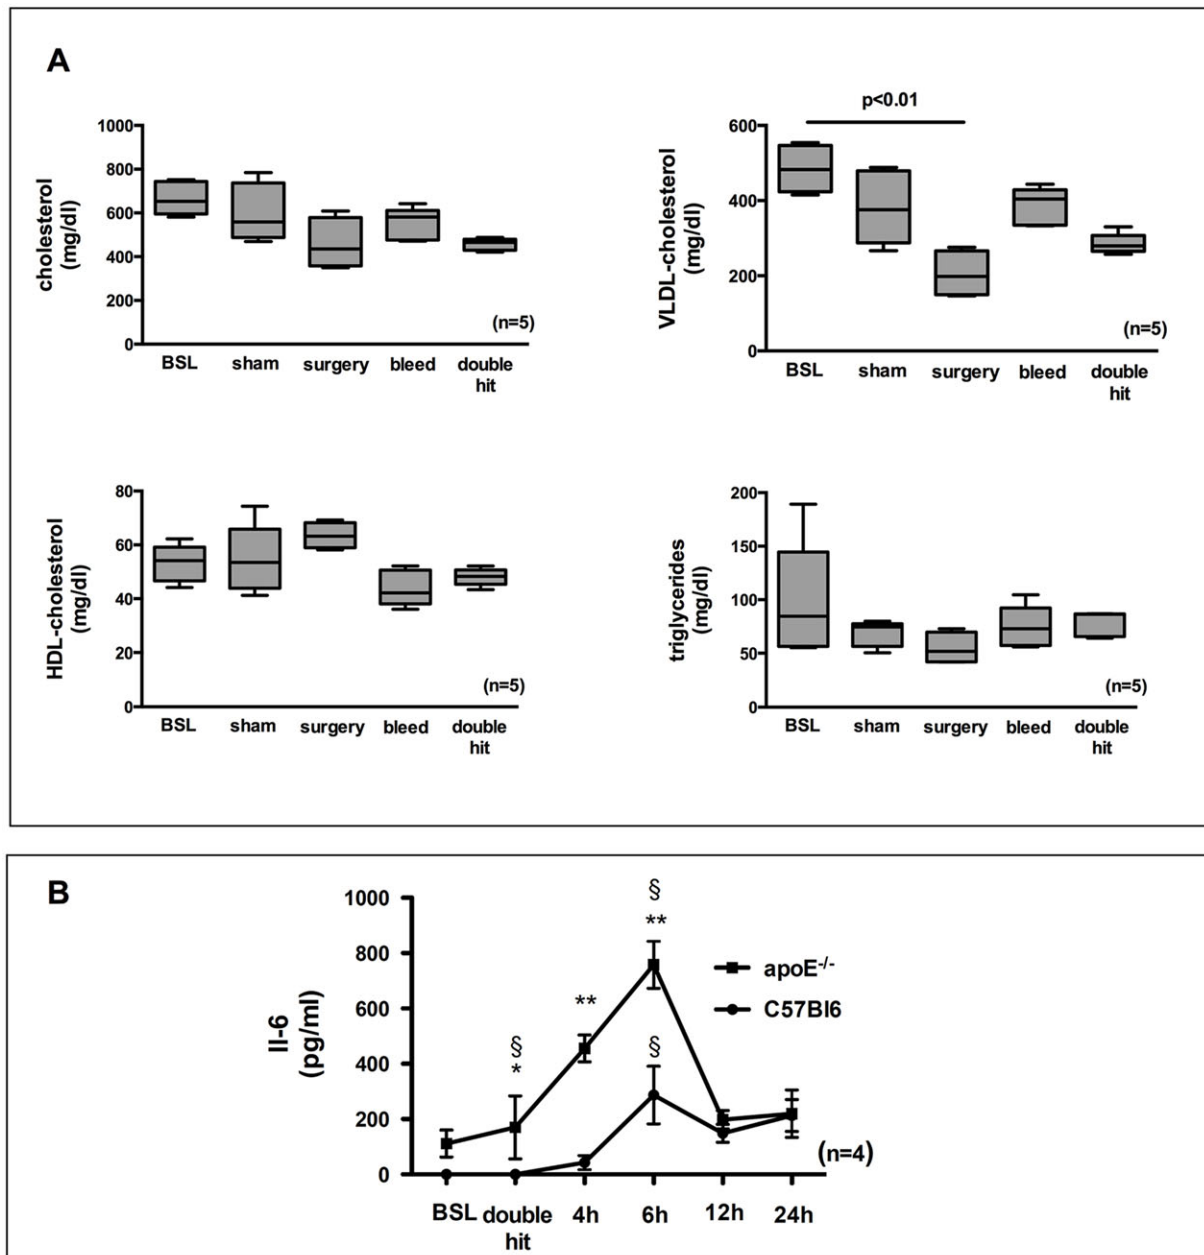 A
cholesterol
(mg/dl)
1000
800
600
400
200
0
(n=5)
BSL sham surgery bleed double
hit
p<0.01
VLDL-cholesterol
(mg/dl)
600
400
200
0
(n=5)
BSL sham surgery bleed double
hit
HDL-cholesterol
(mg/dl)
80
60
40
20
0
(n=5)
BSL sham surgery bleed double
hit
triglycerides
(mg/dl)
200
150
100
50
0
(n=5)
BSL sham surgery bleed double
hit
B
Il-6
(pg/ml)
1000
800
600
400
200
0
§
*
**
§
**
§
apoE-/-
C57Bl6
(n=4)
BSL double 4h 6h 12h 24h
hit